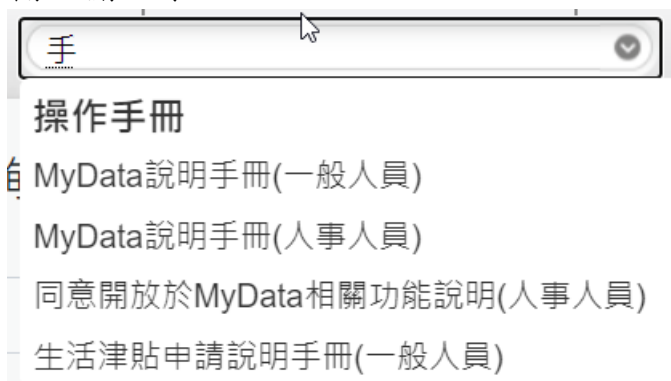 手
操作手冊
MyData說明手冊(一般人員)
MyData說明手冊(人事人員)
同意開放於MyData相關功能說明(人事人員)
生活津貼申請說明手冊(一般人員)